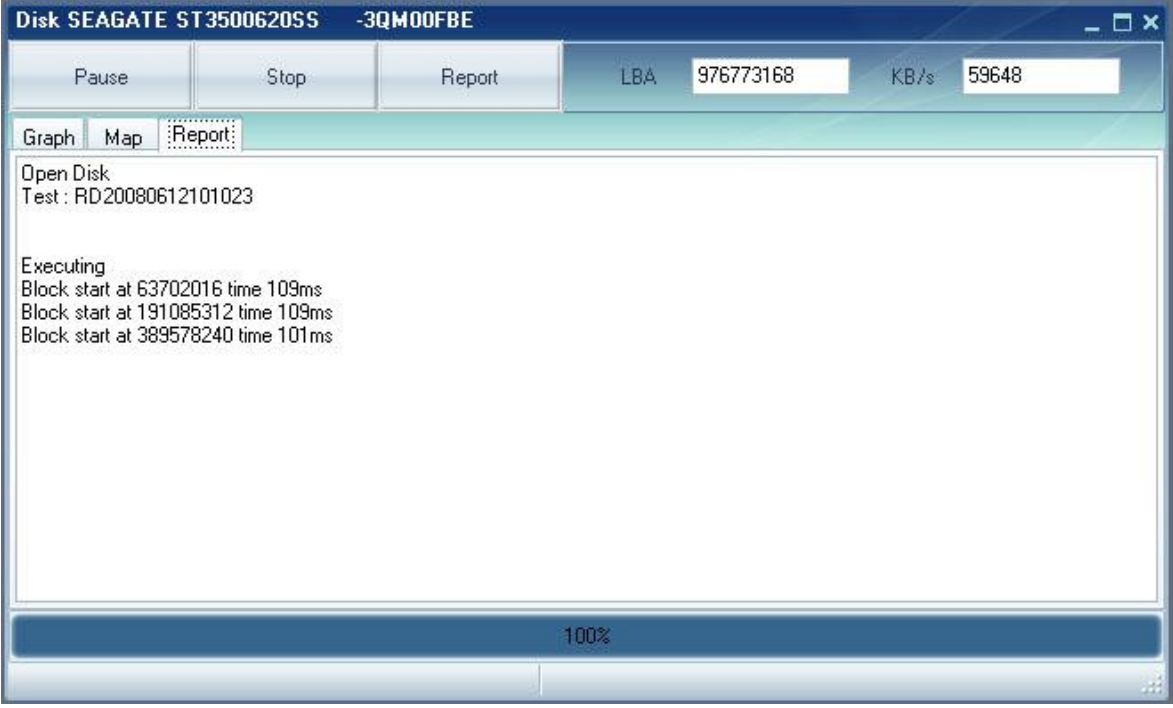 Disk SEAGATE ST3500620SS -3QM00FBE
Pause Stop Report LBA 976773168 KB/s 59648
Graph Map Report
Open Disk
Test : RD20080612101023
Executing
Block start at 63702016 time 109ms
Block start at 191085312 time 109ms
Block start at 389578240 time 101ms
100%